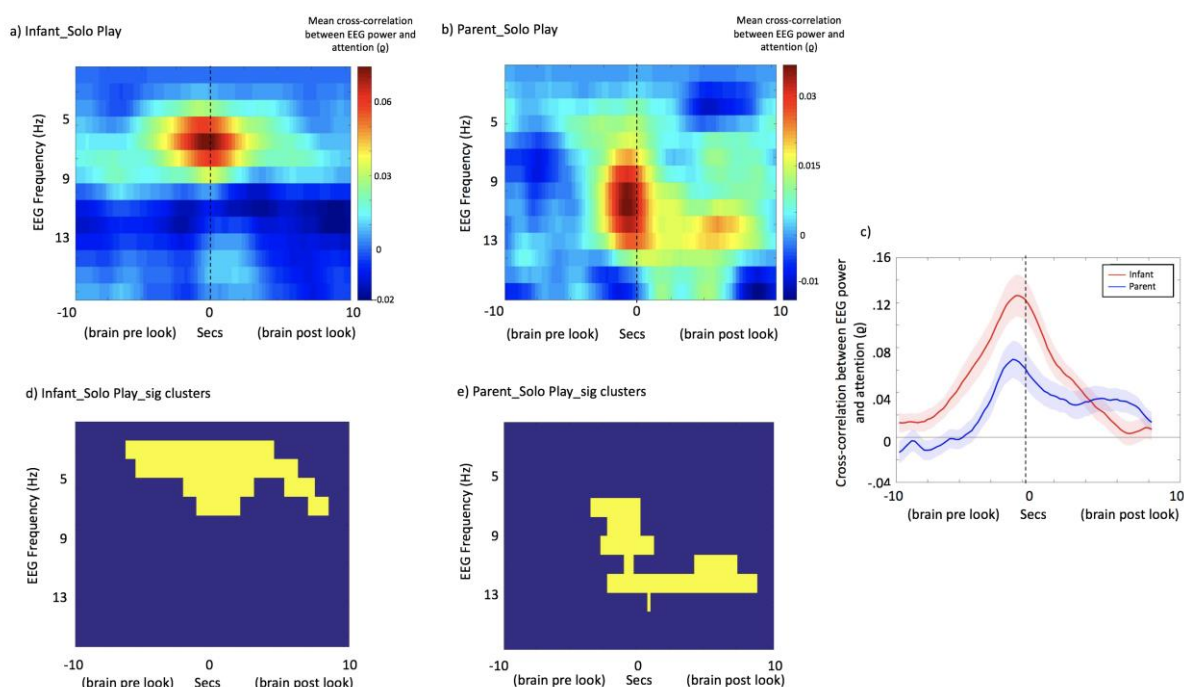 a) Infant_Solo Play
Mean cross-correlation
between EEG power and
attention (ϱ)
EEG Frequency (Hz)
5
9
13
0.06
0.03
0
-0.02
-10
0
10
(brain pre look)
Secs
(brain post look)
b) Parent_Solo Play
Mean cross-correlation
between EEG power and
attention (ϱ)
EEG Frequency (Hz)
5
9
13
0.03
0.015
0
-0.01
-10
0
10
(brain pre look)
Secs
(brain post look)
c)
Cross-correlation between EEG power
and attention (ϱ)
.16
.12
.08
.04
0
-.04
Infant
Parent
-10
0
10
(brain pre look)
Secs
(brain post look)
d) Infant_Solo Play_sig clusters
EEG Frequency (Hz)
5
9
13
-10
0
10
(brain pre look)
Secs
(brain post look)
e) Parent_Solo Play_sig clusters
EEG Frequency (Hz)
5
9
13
-10
0
10
(brain pre look)
Secs
(brain post look)